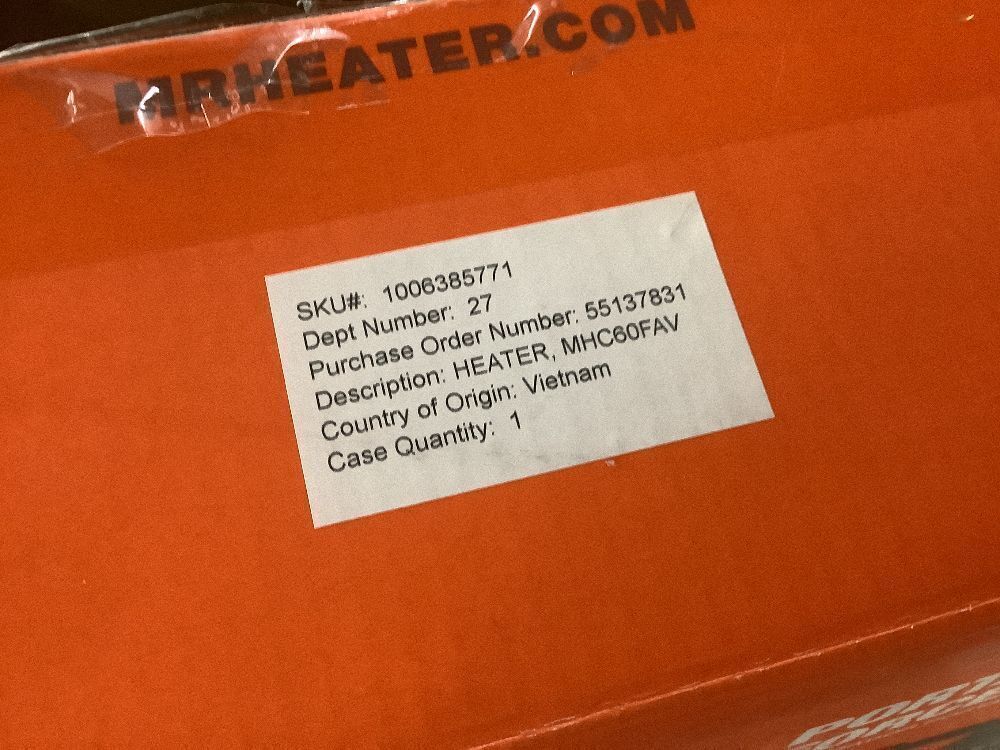 MRHEATER.COM
SKU#: 1006385771
Dept Number: 27
Purchase Order Number: 55137831
Description: HEATER, MHC60FAV
Country of Origin: Vietnam
Case Quantity: 1